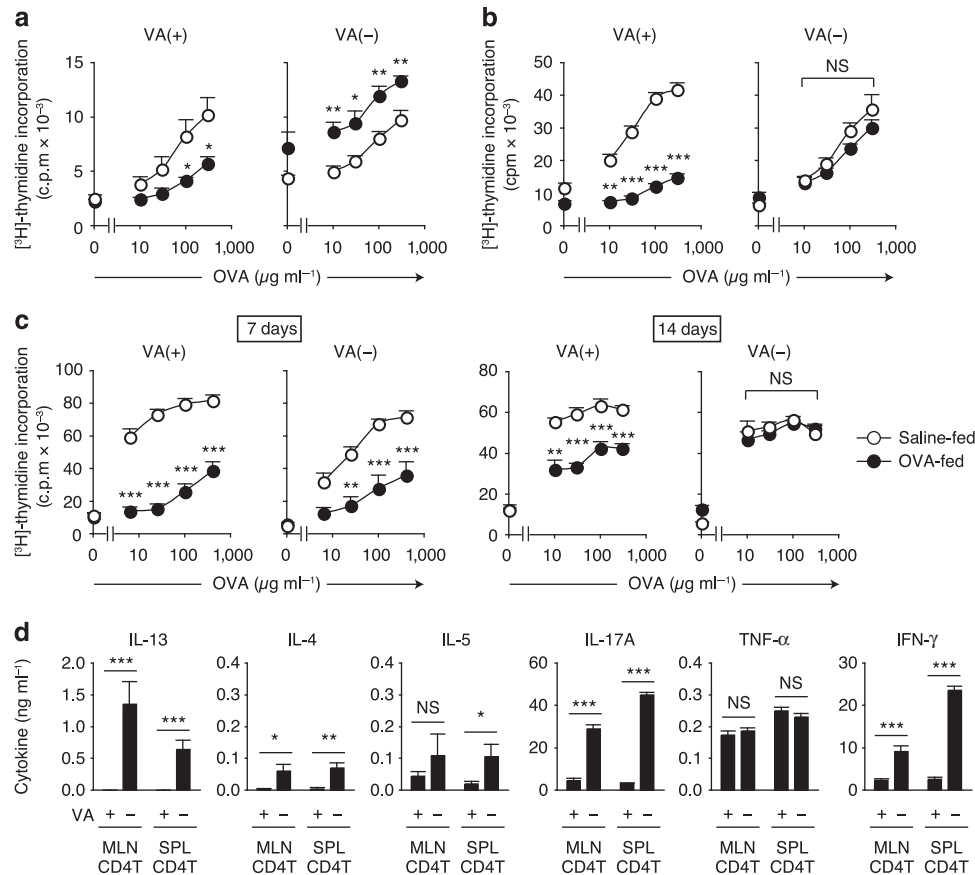 a
VA(+)
VA(−)
[³H]-thymidine incorporation
(c.p.m × 10⁻³)
15
10
5
0
* *
** * ** **
0 10 100 1,000
0 10 100 1,000
OVA (µg ml⁻¹)
b
VA(+)
VA(−)
[³H]-thymidine incorporation
(cpm × 10⁻³)
50
40
30
20
10
0
** *** *** ***
NS
0 10 100 1,000
0 10 100 1,000
OVA (µg ml⁻¹)
c
7 days
14 days
VA(+)
VA(−)
VA(+)
VA(−)
[³H]-thymidine incorporation
(c.p.m × 10⁻³)
100
80
60
40
20
0
*** *** *** ***
** *** ***
80
60
40
20
0
** *** *** ***
NS
Saline-fed
OVA-fed
0 10 100 1,000
0 10 100 1,000
0 10 100 1,000
0 10 100 1,000
OVA (µg ml⁻¹)
OVA (µg ml⁻¹)
d
IL-13
IL-4
IL-5
IL-17A
TNF-α
IFN-γ
Cytokine (ng ml⁻¹)
2.0
1.5
1.0
0.5
0.0
*** ***
0.4
0.3
0.2
0.1
0.0
* **
0.4
0.3
0.2
0.1
0.0
NS *
60
40
20
0
*** ***
0.4
0.3
0.2
0.1
0.0
NS NS
30
20
10
0
*** ***
VA + − + − + − + − + − + − + − + − + − + − + − + −
MLN SPL MLN SPL MLN SPL MLN SPL MLN SPL MLN SPL
CD4T CD4T CD4T CD4T CD4T CD4T CD4T CD4T CD4T CD4T CD4T CD4T